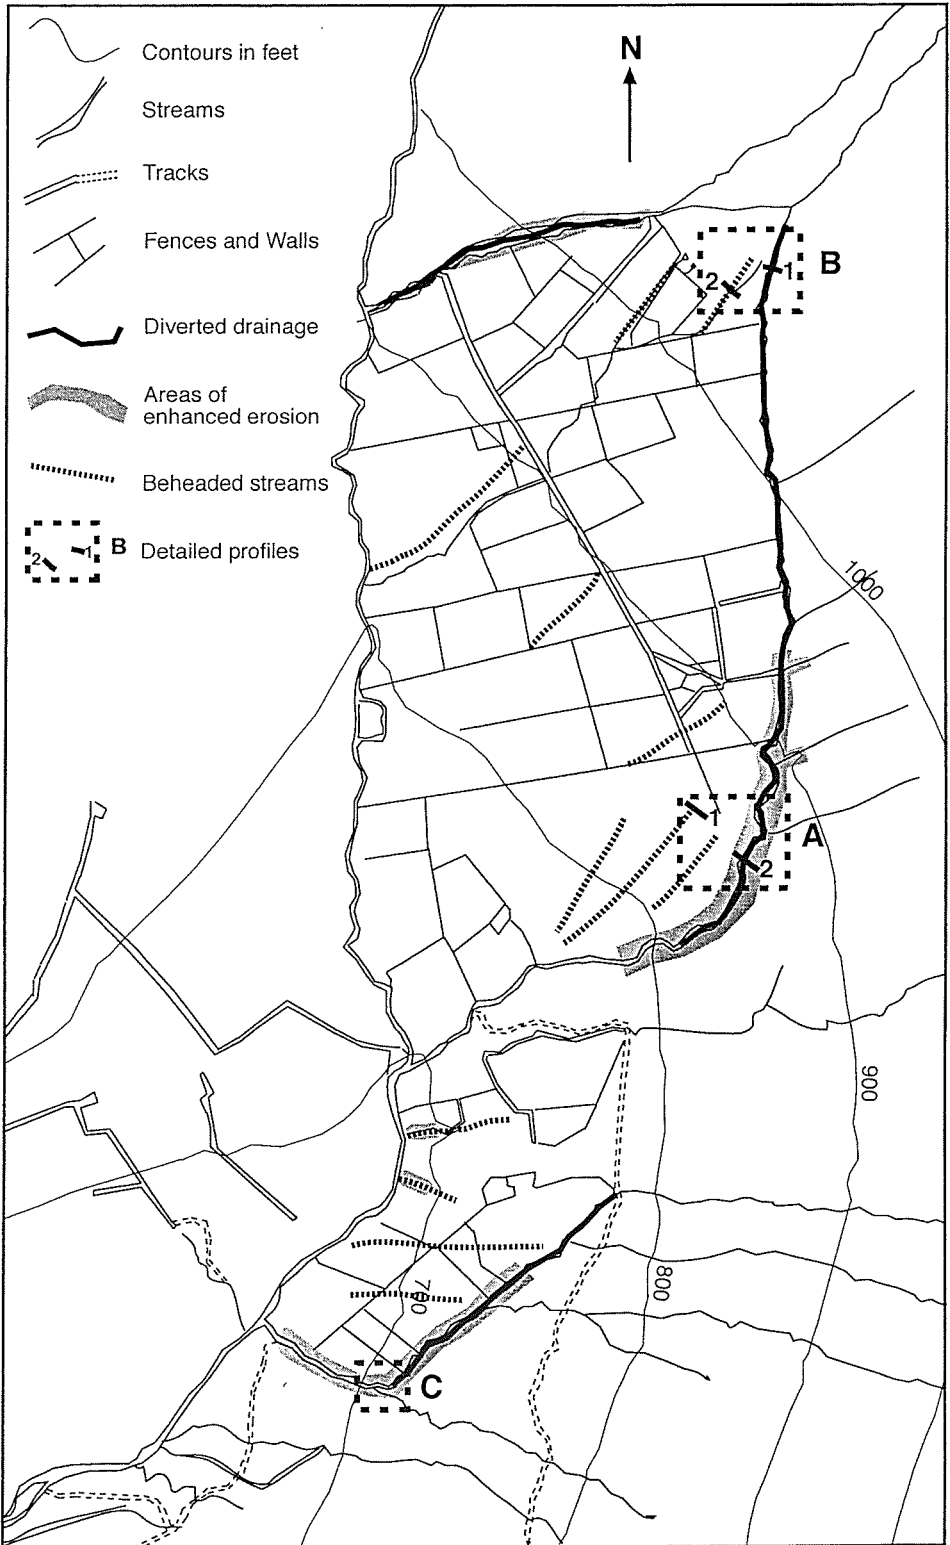 Contours in feet
Streams
Tracks
Fences and Walls
Diverted drainage
Areas of
enhanced erosion
Beheaded streams
2
1
B
Detailed profiles
N
B
2
1
1000
A
1
2
900
800
700
C